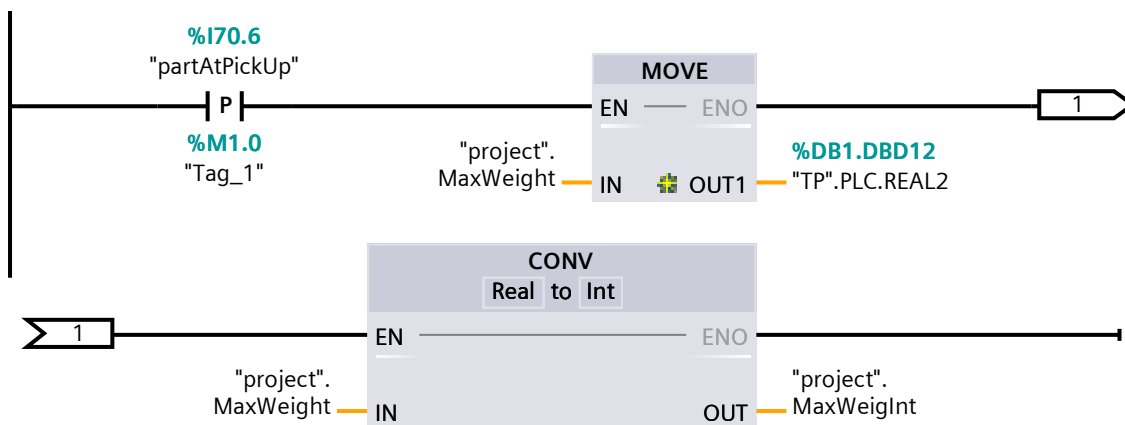 %I70.6
"partAtPickUp"
P
%M1.0
"Tag_1"
MOVE
EN ENO
1
"project".
MaxWeight
IN OUT1
%DB1.DBD12
"TP".PLC.REAL2
CONV
Real to Int
1
EN ENO
"project".
MaxWeight
IN OUT
"project".
MaxWeigInt